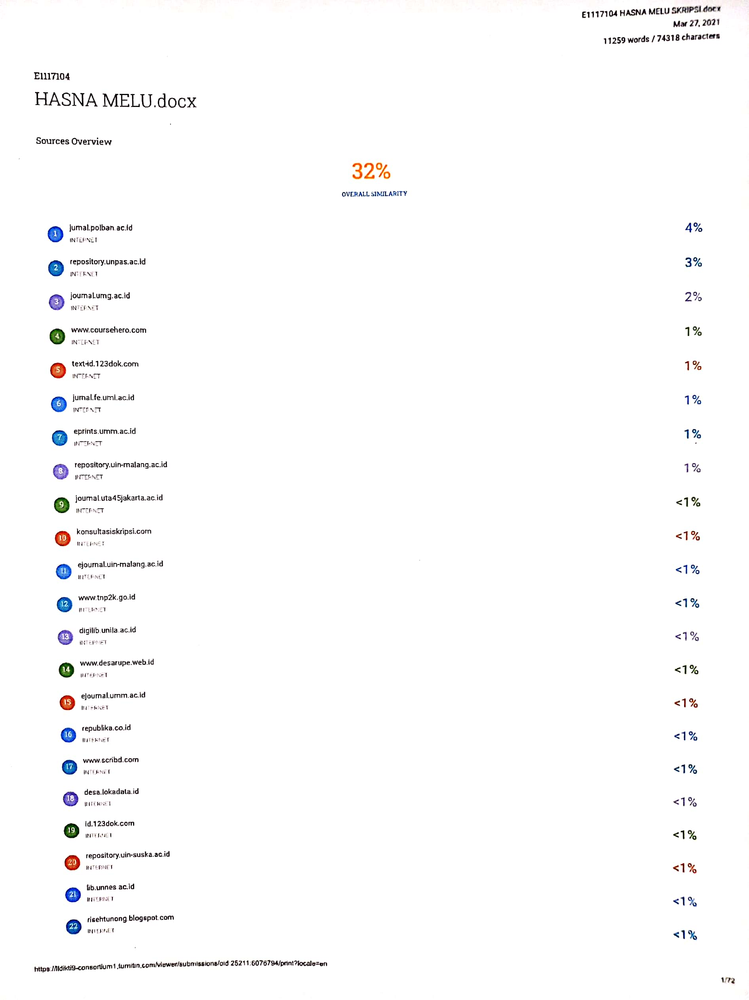 E1117104 HASNA MELU SKRIPSI.docx
Mar 27, 2021
11259 words / 74318 characters
E1117104
HASNA MELU.docx
Sources Overview
32%
OVERALL SIMILARITY
1 jurnal.polban.ac.id 4%
INTERNET
2 repository.unpas.ac.id 3%
INTERNET
3 journal.umg.ac.id 2%
INTERNET
4 www.coursehero.com 1%
INTERNET
5 text-id.123dok.com 1%
INTERNET
6 jurnal.fe.umi.ac.id 1%
INTERNET
7 eprints.umm.ac.id 1%
INTERNET
8 repository.uin-malang.ac.id 1%
INTERNET
9 journal.uta45jakarta.ac.id <1%
INTERNET
10 konsultasiskripsi.com <1%
INTERNET
11 ejournal.uin-malang.ac.id <1%
INTERNET
12 www.tnp2k.go.id <1%
INTERNET
13 digilib.unila.ac.id <1%
INTERNET
14 www.desarupe.web.id <1%
INTERNET
15 ejournal.umm.ac.id <1%
INTERNET
16 republika.co.id <1%
INTERNET
17 www.scribd.com <1%
INTERNET
18 desa.lokadata.id <1%
INTERNET
19 id.123dok.com <1%
INTERNET
20 repository.uin-suska.ac.id <1%
INTERNET
21 lib.unnes.ac.id <1%
INTERNET
22 risehtunong.blogspot.com <1%
INTERNET
https://lldikti9-consortium1.turnitin.com/viewer/submissions/oid:25211:6076794/print?locale=en
1/72